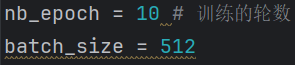 nb_epoch = 10 # 训练的轮数
batch_size = 512